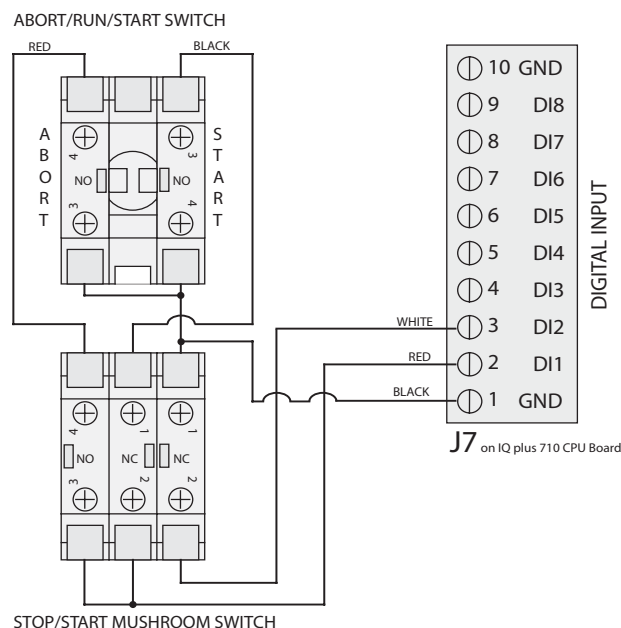 ABORT/RUN/START SWITCH
RED
BLACK
ABORT
START
4
3
NO
NO
3
4
10 GND
9 DI8
8 DI7
7 DI6
6 DI5
5 DI4
4 DI3
3 DI2
2 DI1
1 GND
DIGITAL INPUT
WHITE
RED
BLACK
J7 on IQ plus 710 CPU Board
4
1
1
NO
NC
NC
3
2
2
STOP/START MUSHROOM SWITCH